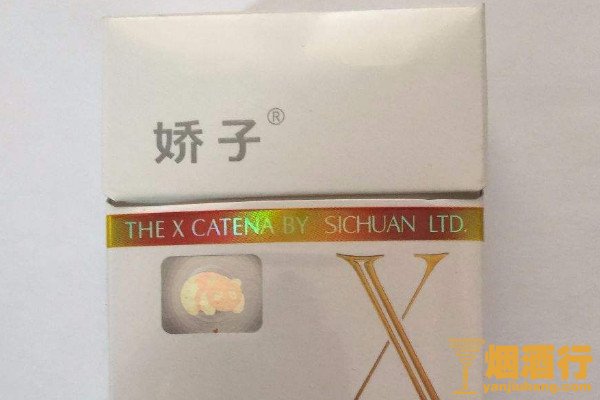 娇子®
THE X CATENA BY SICHUAN LTD.
X
烟酒行
yanjiuhang.com